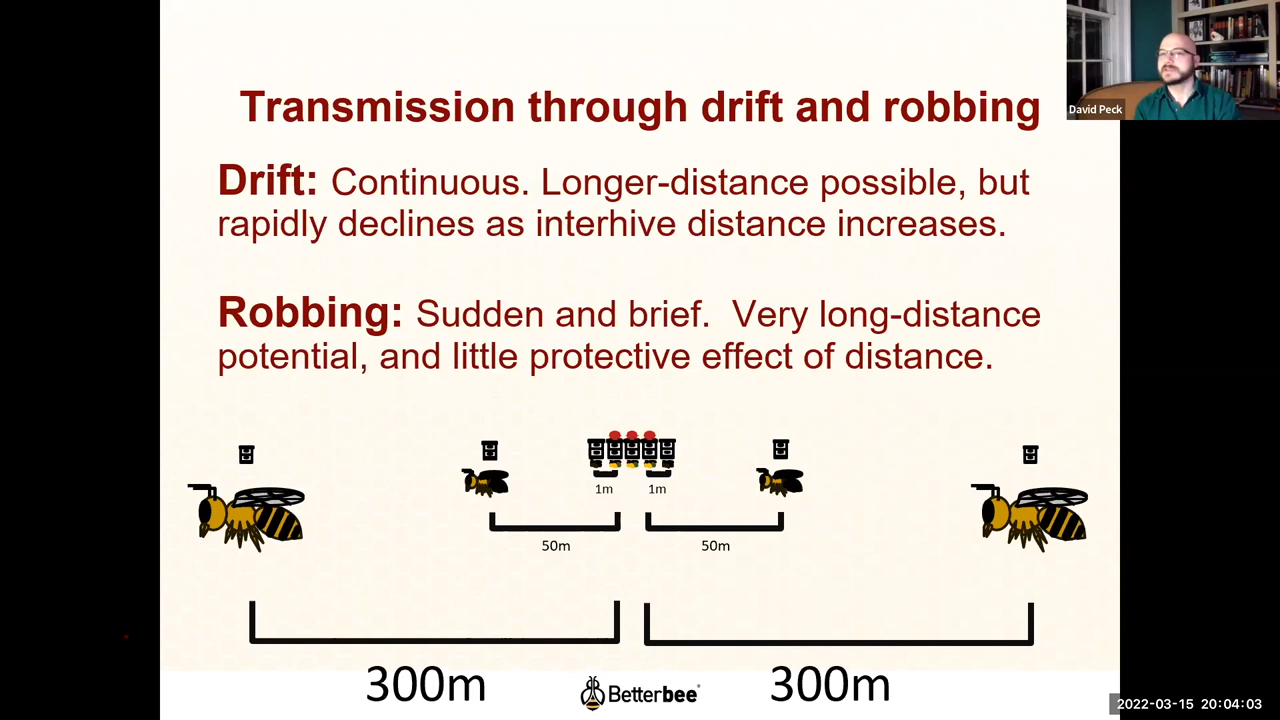 Transmission through drift and robbing
David Peck
Drift: Continuous. Longer-distance possible, but
rapidly declines as interhive distance increases.
Robbing: Sudden and brief.  Very long-distance
potential, and little protective effect of distance.
1m 1m
50m 50m
300m 300m
Betterbee®
2022-03-15 20:04:03